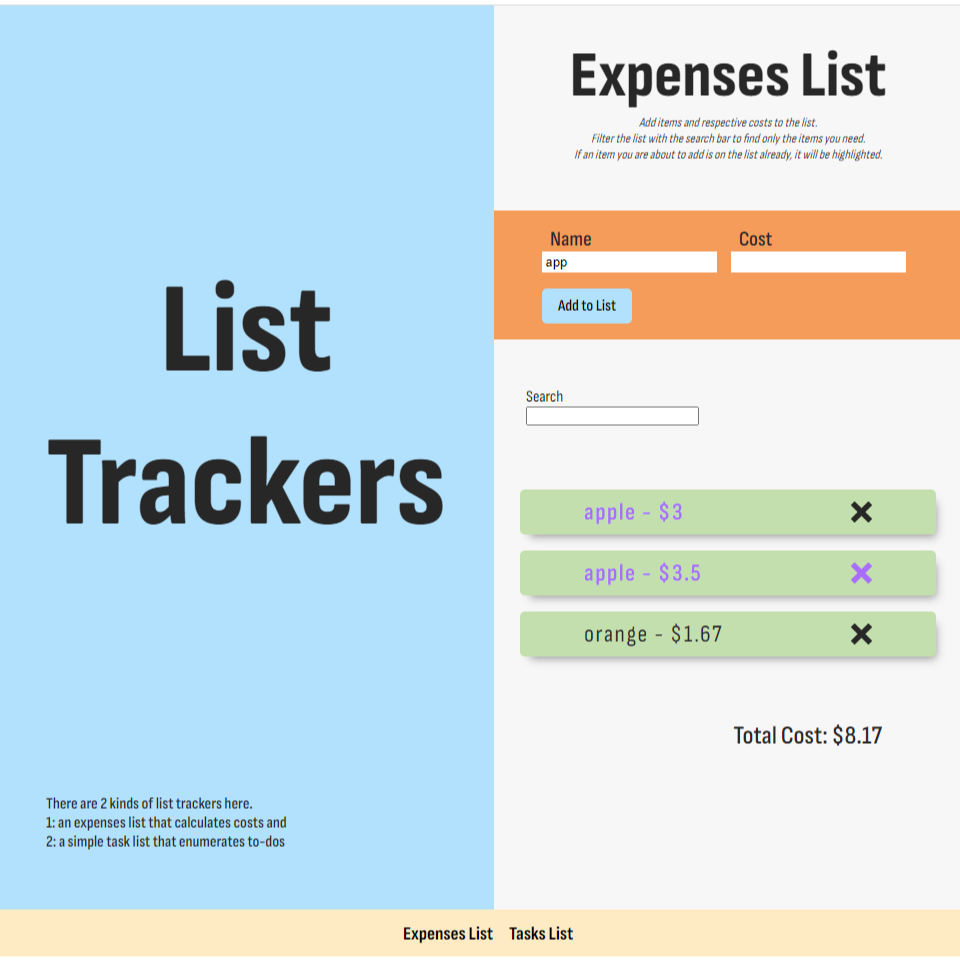 List
Trackers
There are 2 kinds of list trackers here.
1: an expenses list that calculates costs and
2: a simple task list that enumerates to-dos
Expenses List
Add items and respective costs to the list.
Filter the list with the search bar to find only the items you need.
If an item you are about to add is on the list already, it will be highlighted.
Name Cost
app
Add to List
Search
apple - $3
apple - $3.5
orange - $1.67
Total Cost: $8.17
Expenses List Tasks List